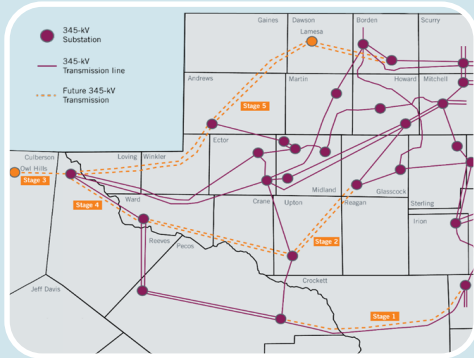 345-kV
Substation
345-kV
Transmission line
Future 345-kV
Transmission
Gaines
Dawson
Lamesa
Borden
Scurry
Andrews
Martin
Howard
Mitchell
Stage 5
Ector
Culberson
Owl Hills
Loving
Winkler
Stage 3
Midland
Glasscock
Stage 4
Ward
Crane
Upton
Reagan
Sterling
Irion
Reeves
Pecos
Stage 2
Jeff Davis
Crockett
Stage 1